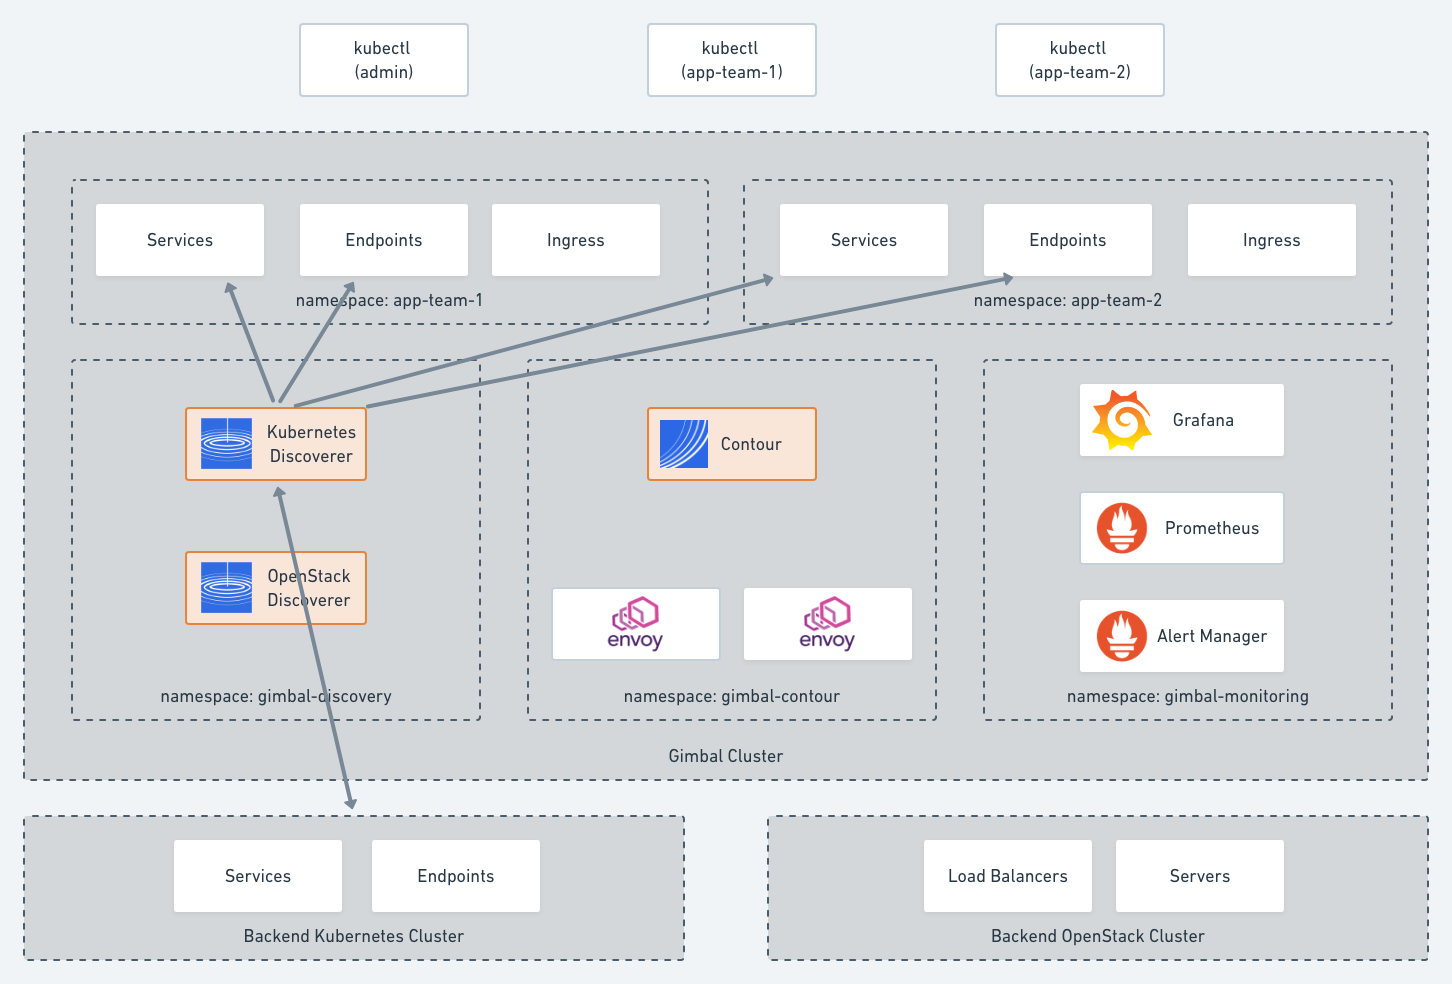 kubectl
(admin)
kubectl
(app-team-1)
kubectl
(app-team-2)
Services
Endpoints
Ingress
namespace: app-team-1
Services
Endpoints
Ingress
namespace: app-team-2
Kubernetes
Discoverer
OpenStack
Discoverer
namespace: gimbal-discovery
Contour
envoy
envoy
namespace: gimbal-contour
Grafana
Prometheus
Alert Manager
namespace: gimbal-monitoring
Gimbal Cluster
Services
Endpoints
Backend Kubernetes Cluster
Load Balancers
Servers
Backend OpenStack Cluster